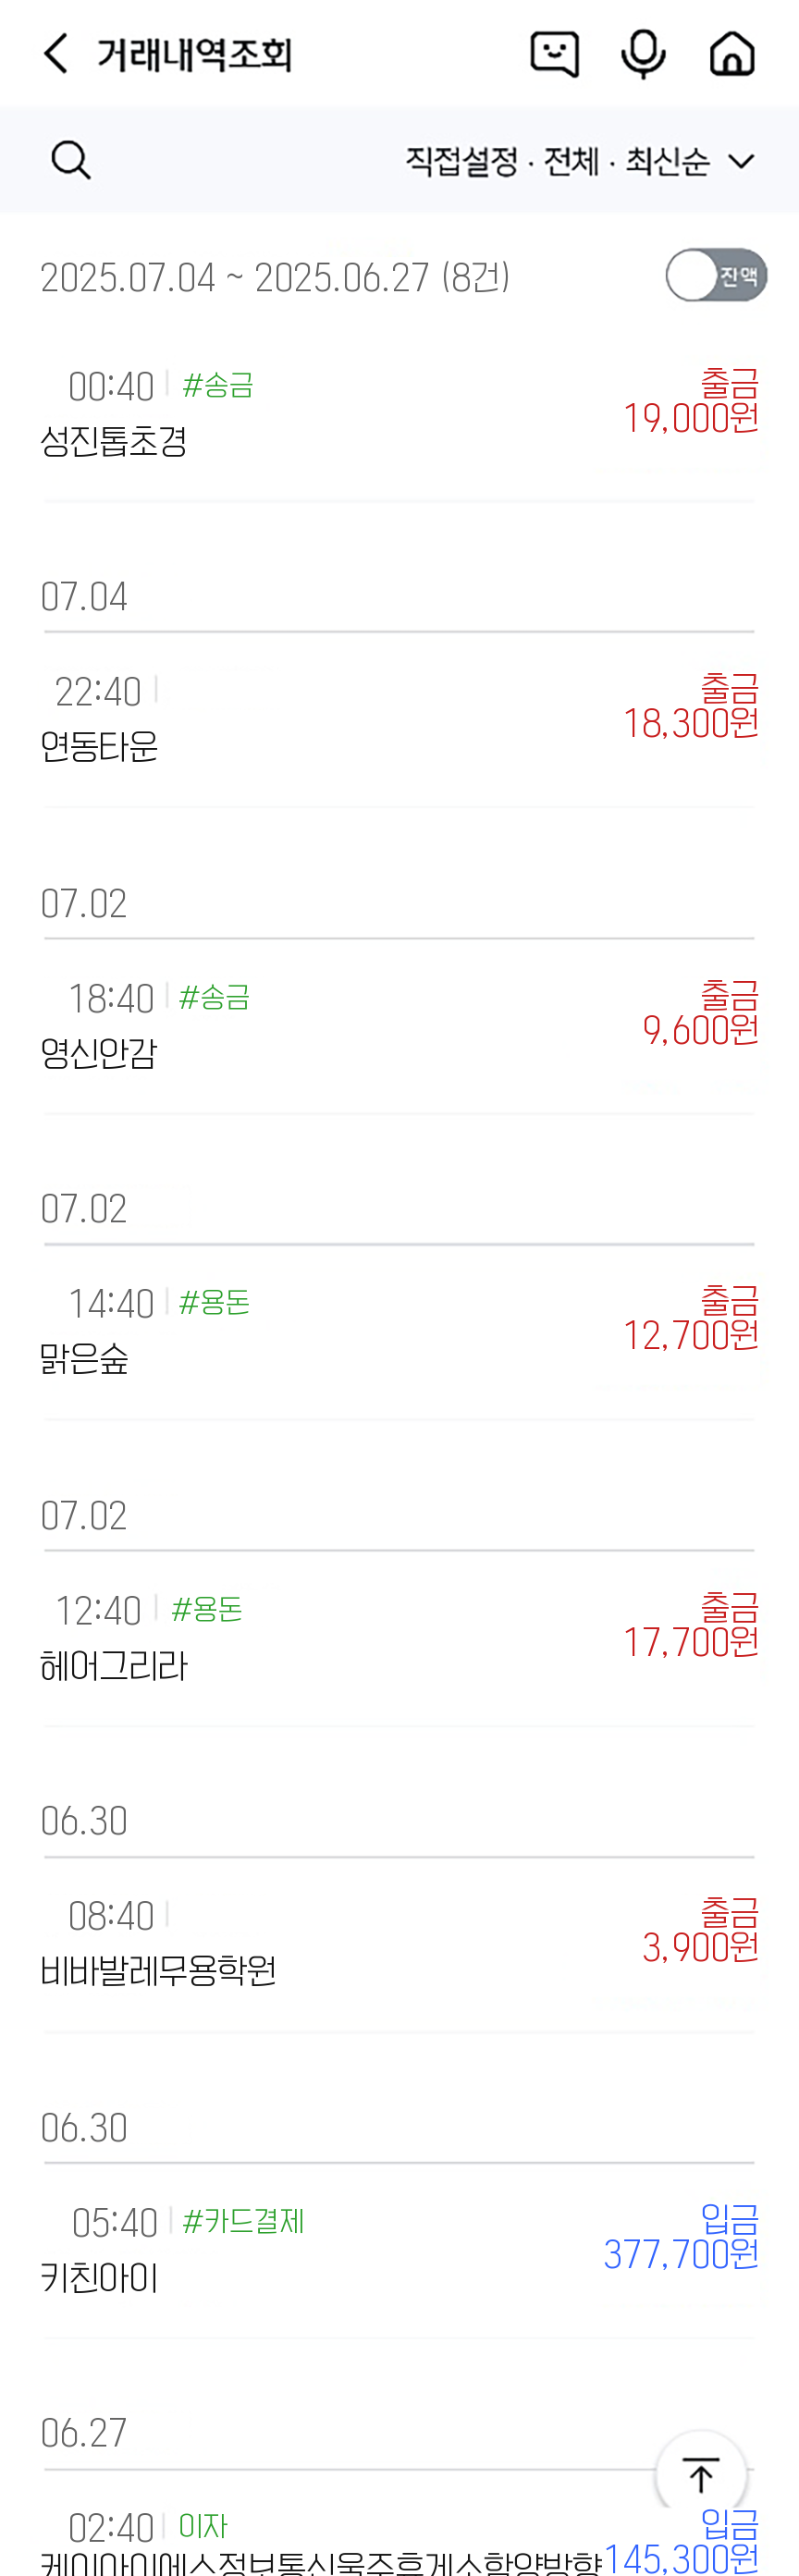 거래내역조회
직접설정 · 전체 · 최신순
2025.07.04 ~ 2025.06.27 (8건)
잔액
00:40 #송금
출금
성진톱초경
19,000원
07.04
22:40
출금
연동타운
18,300원
07.02
18:40 #송금
출금
영신안감
9,600원
07.02
14:40 #용돈
출금
맑은숲
12,700원
07.02
12:40 #용돈
출금
헤어그리라
17,700원
06.30
08:40
출금
비바발레무용학원
3,900원
06.30
05:40 #카드결제
입금
키친아이
377,700원
06.27
02:40 이자
입금
케이아이에스정보통신울주휴게소함양방향 145,300원